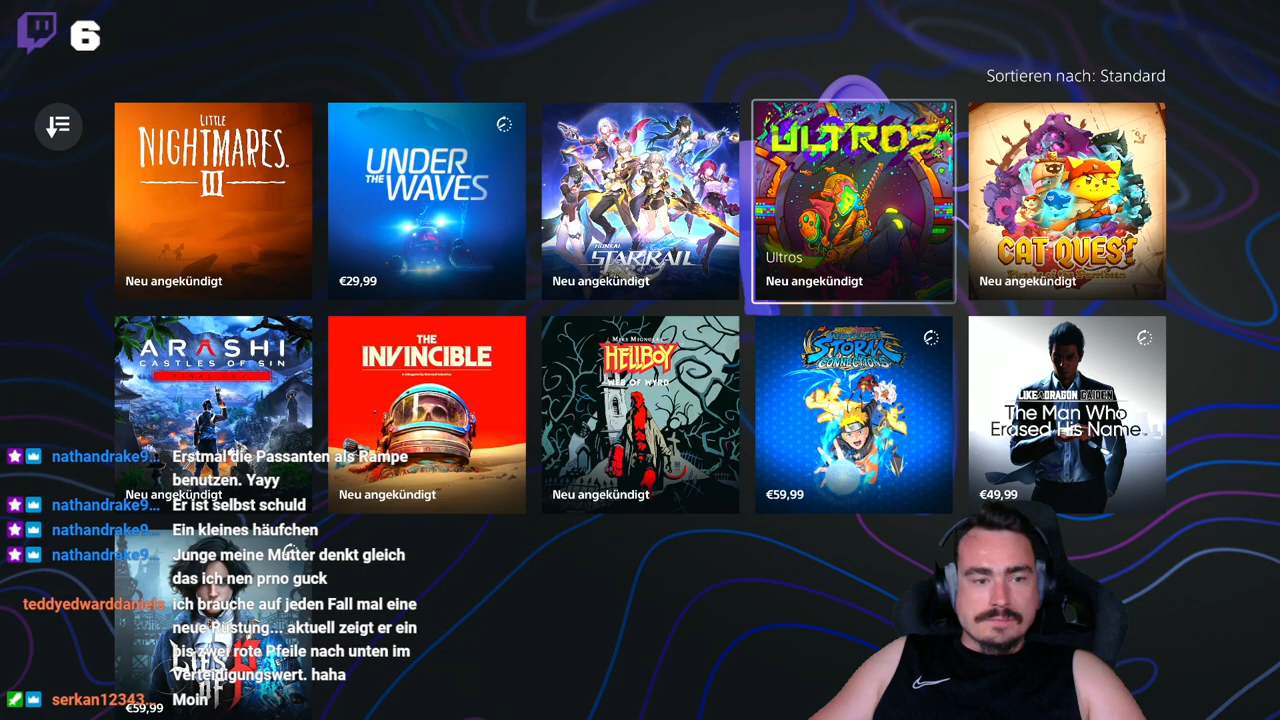 6
Sortieren nach: Standard
LITTLE
NIGHTMARES
III
Neu angekündigt
UNDER
THE WAVES
€29,99
HONKAI
STAR RAIL
Neu angekündigt
ULTROS
Ultros
Neu angekündigt
CAT QUEST
Neu angekündigt
ARASHI
CASTLES OF SIN
Neu angekündigt
THE
INVINCIBLE
Neu angekündigt
MIKE MIGNOLA
HELLBOY
WEB OF WYRD
Neu angekündigt
STORM
CONNECTIONS
€59,99
LIKE A DRAGON GAIDEN
The Man Who
Erased His Name
€49,99
nathandrake9... Erstmal die Passanten als Rampe
benutzen. Yayy
nathandrake9... Er ist selbst schuld
nathandrake9... Ein kleines häufchen
nathandrake9... Junge meine Mutter denkt gleich
das ich nen prno guck
teddyedwarddaniels ich brauche auf jeden Fall mal eine
neue Rüstung... aktuell zeigt er ein
bis zwei rote Pfeile nach unten im
Verteidigungswert. haha
LIES
OF P
serkan12343 Moin
€59,99